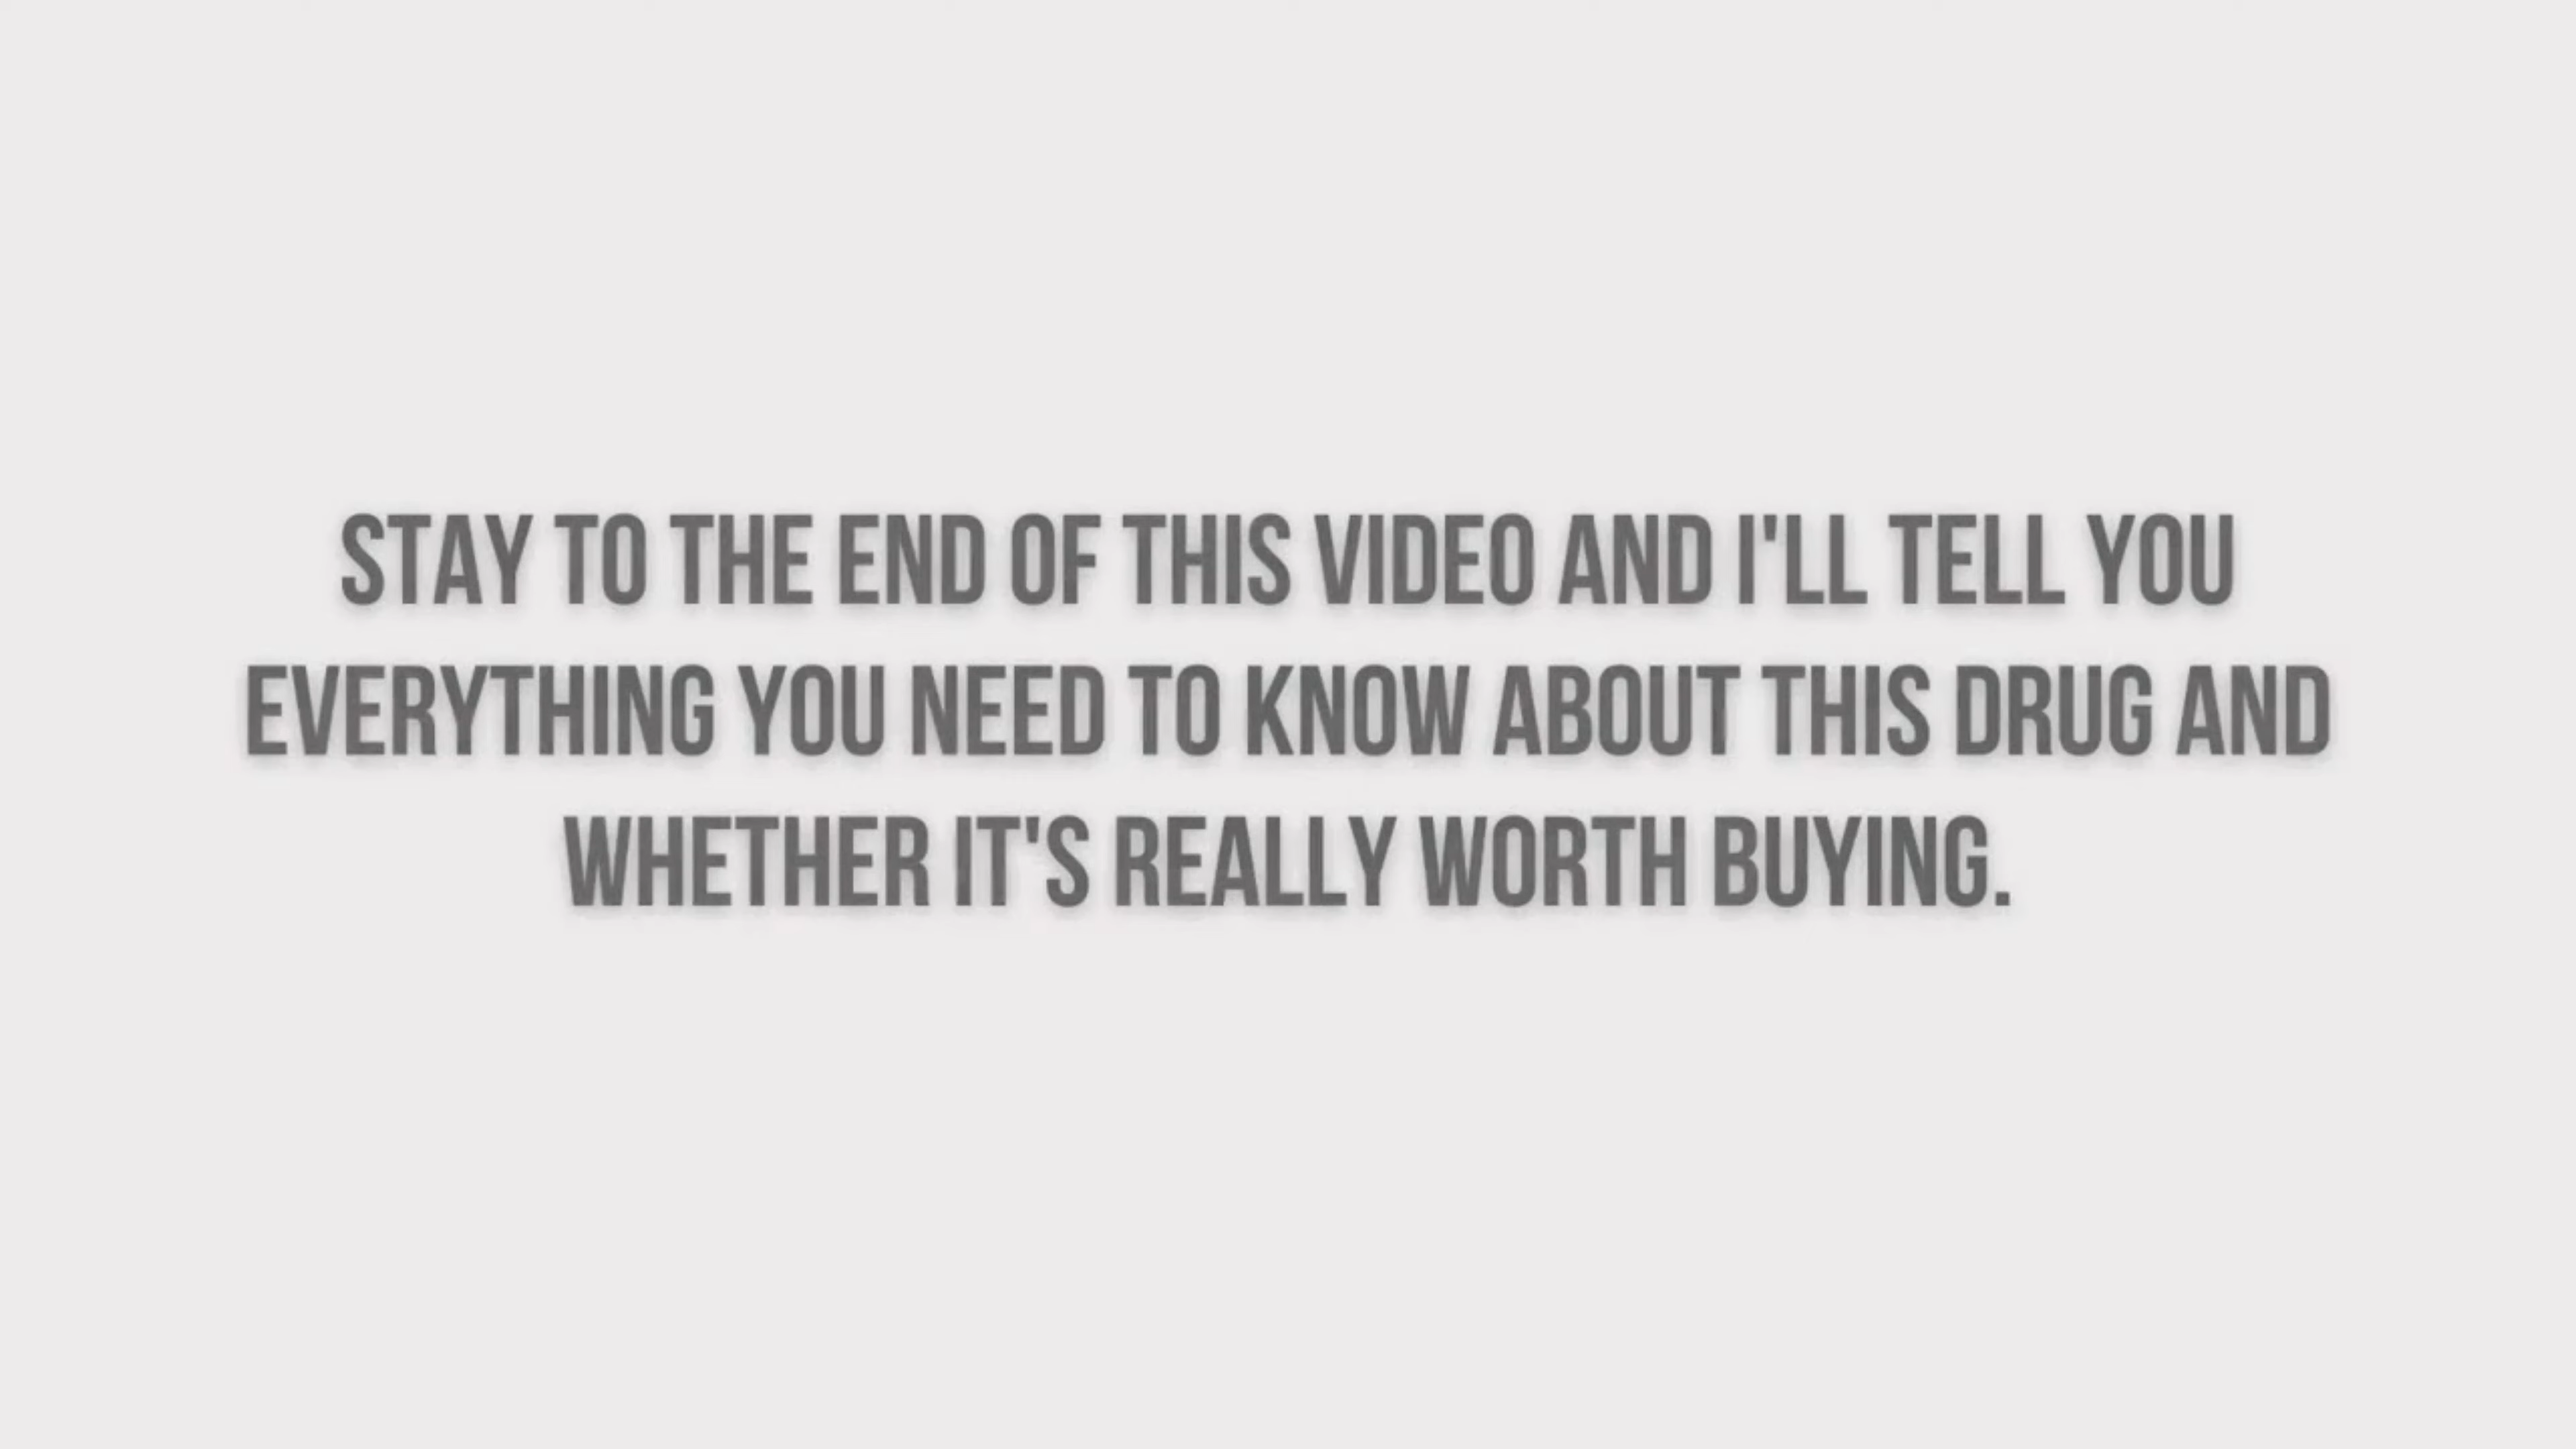 STAY TO THE END OF THIS VIDEO AND I'LL TELL YOU
EVERYTHING YOU NEED TO KNOW ABOUT THIS DRUG AND
WHETHER IT'S REALLY WORTH BUYING.